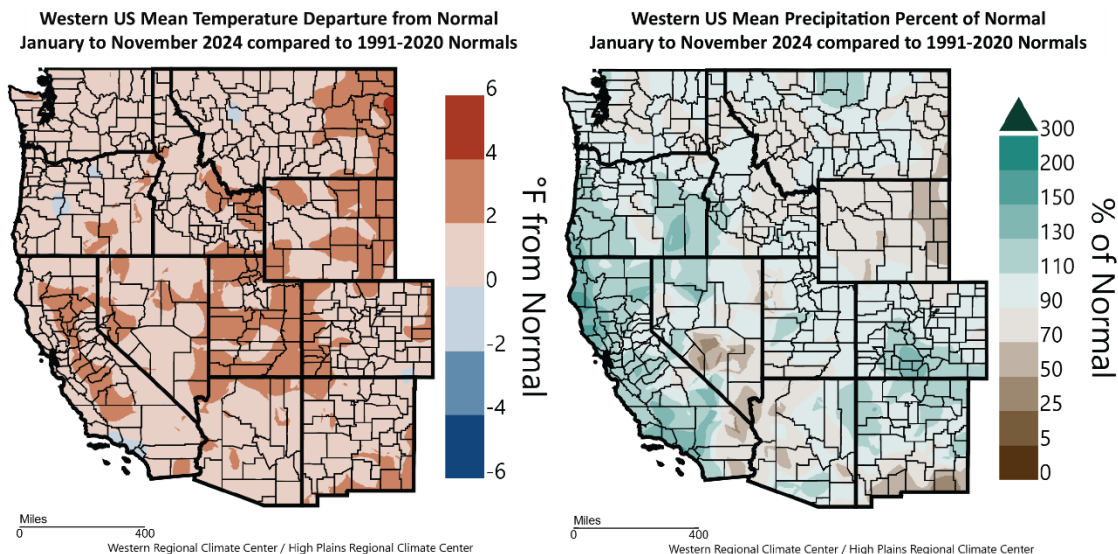 Western US Mean Temperature Departure from Normal
January to November 2024 compared to 1991-2020 Normals
6
4
2
0
-2
-4
-6
°F from Normal
Miles
0 400
Western Regional Climate Center / High Plains Regional Climate Center
Western US Mean Precipitation Percent of Normal
January to November 2024 compared to 1991-2020 Normals
300
200
150
130
110
90
70
50
25
5
0
% of Normal
Miles
0 400
Western Regional Climate Center / High Plains Regional Climate Center